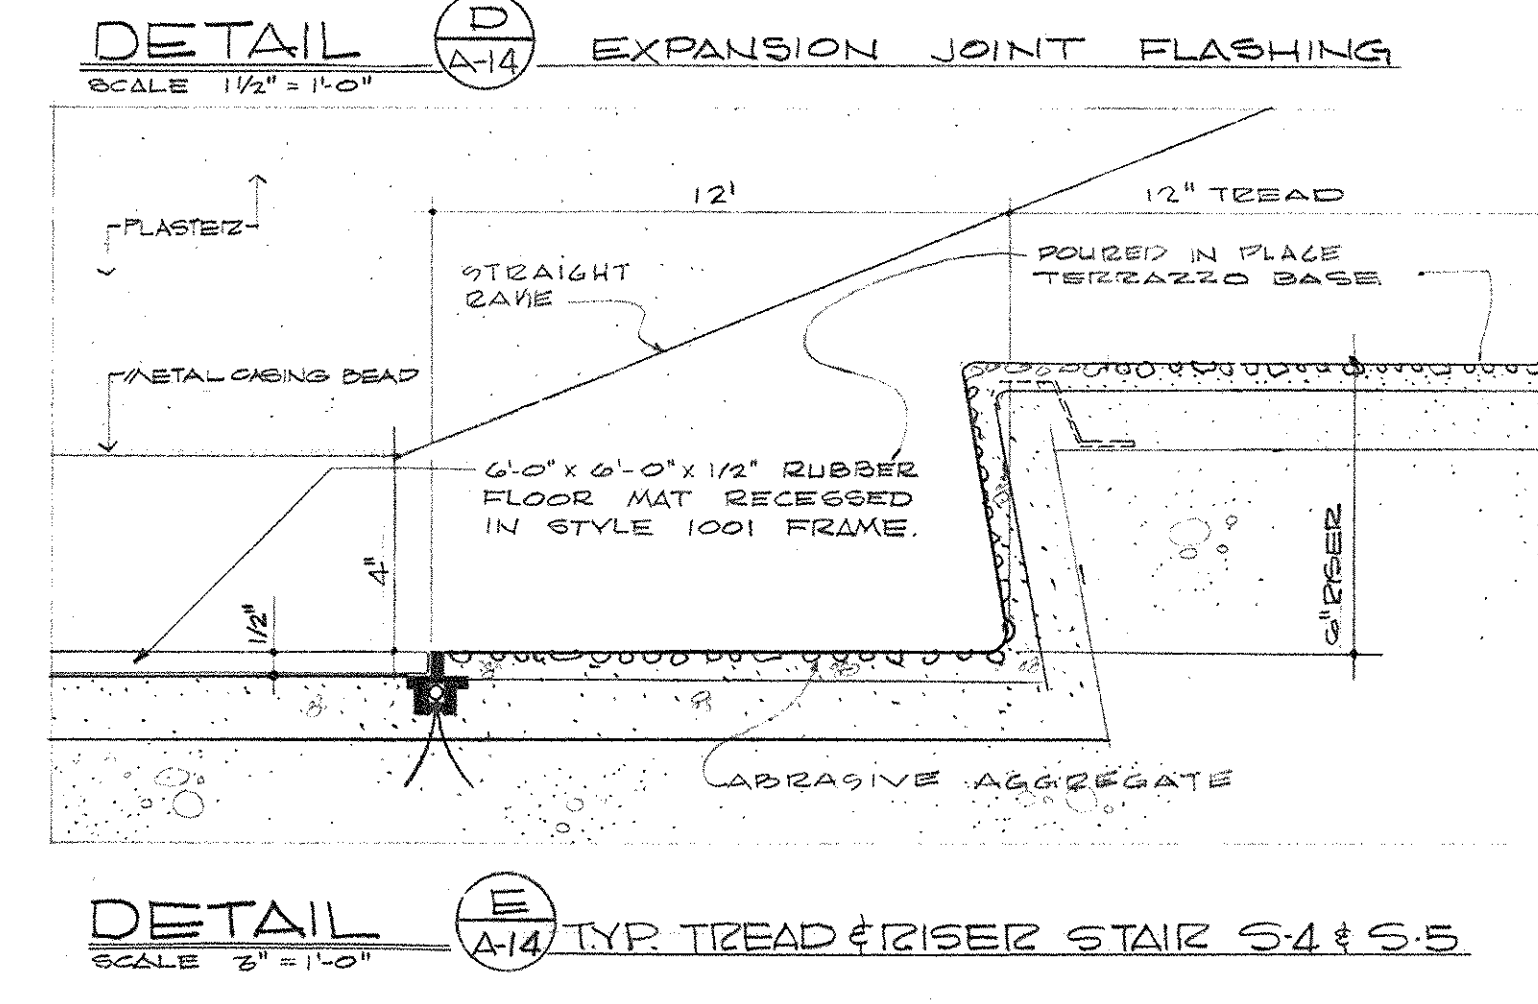 DETAIL D A-14 EXPANSION JOINT FLASHING
SCALE 1 1/2" = 1'-0"
12'
12" TREAD
PLASTER
STRAIGHT
RAKE
POURED IN PLACE
TERRAZZO BASE
METAL CASING BEAD
6'-0" x 6'-0" x 1/2" RUBBER
FLOOR MAT RECESSED
IN STYLE 1001 FRAME.
4"
1/2"
6" RISER
ABRASIVE AGGREGATE
DETAIL E A-14 TYP. TREAD & RISER STAIR S-4 & S-5
SCALE 3" = 1'-0"